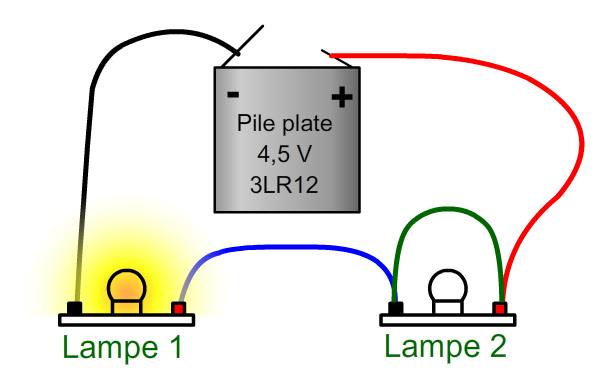 - +
Pile plate
4,5 V
3LR12
Lampe 1
Lampe 2